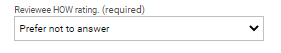 Reviewee HOW rating. (required)
Prefer not to answer